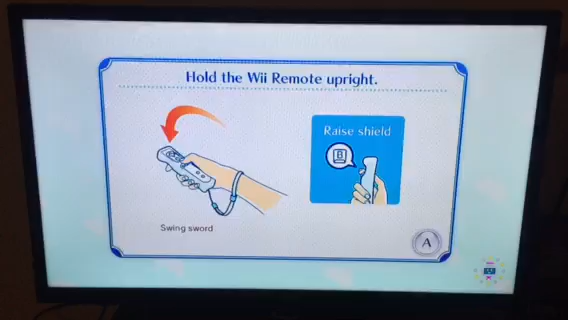 Hold the Wii Remote upright.
Raise shield
B
Swing sword
A